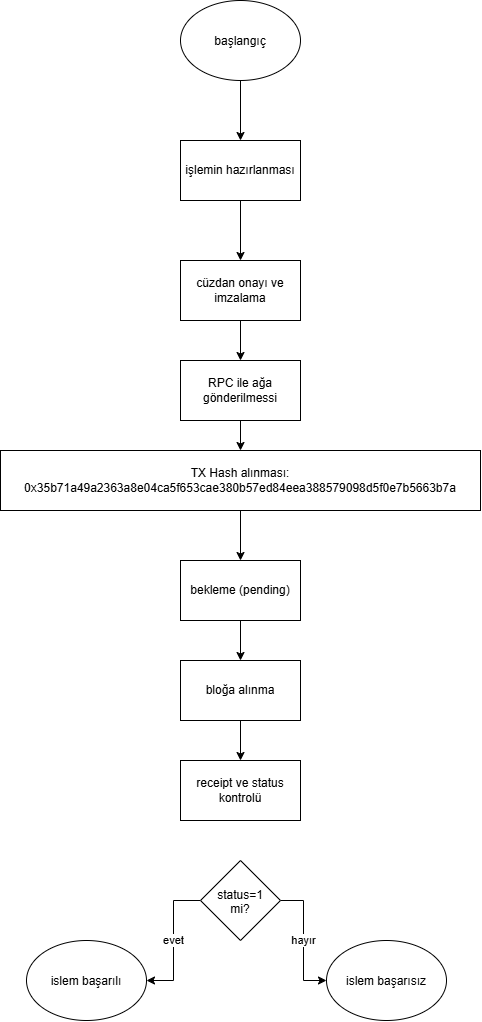 başlangıç
işlemin hazırlanması
cüzdan onayı ve
imzalama
RPC ile ağa
gönderilmessi
TX Hash alınması:
0x35b71a49a2363a8e04ca5f653cae380b57ed84eea388579098d5f0e7b5663b7a
bekleme (pending)
bloğa alınma
receipt ve status
kontrolü
status=1
mi?
evet
hayır
islem başarılı
islem başarısız